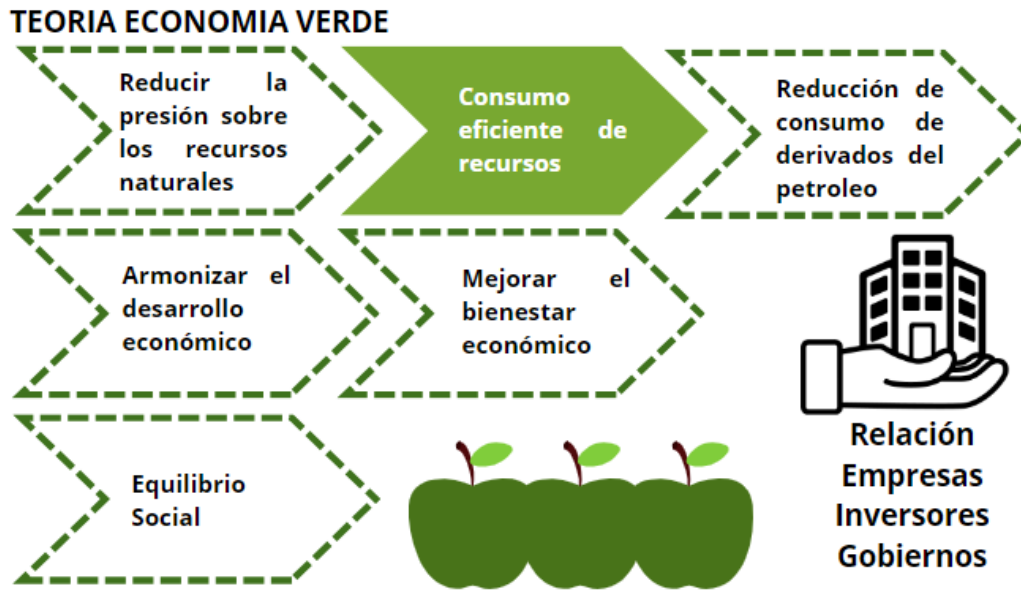 TEORIA ECONOMIA VERDE
Reducir la
presión sobre
los recursos
naturales
Consumo
eficiente de
recursos
Reducción de
consumo de
derivados del
petroleo
Armonizar el
desarrollo
económico
Mejorar el
bienestar
económico
Equilibrio
Social
Relación
Empresas
Inversores
Gobiernos